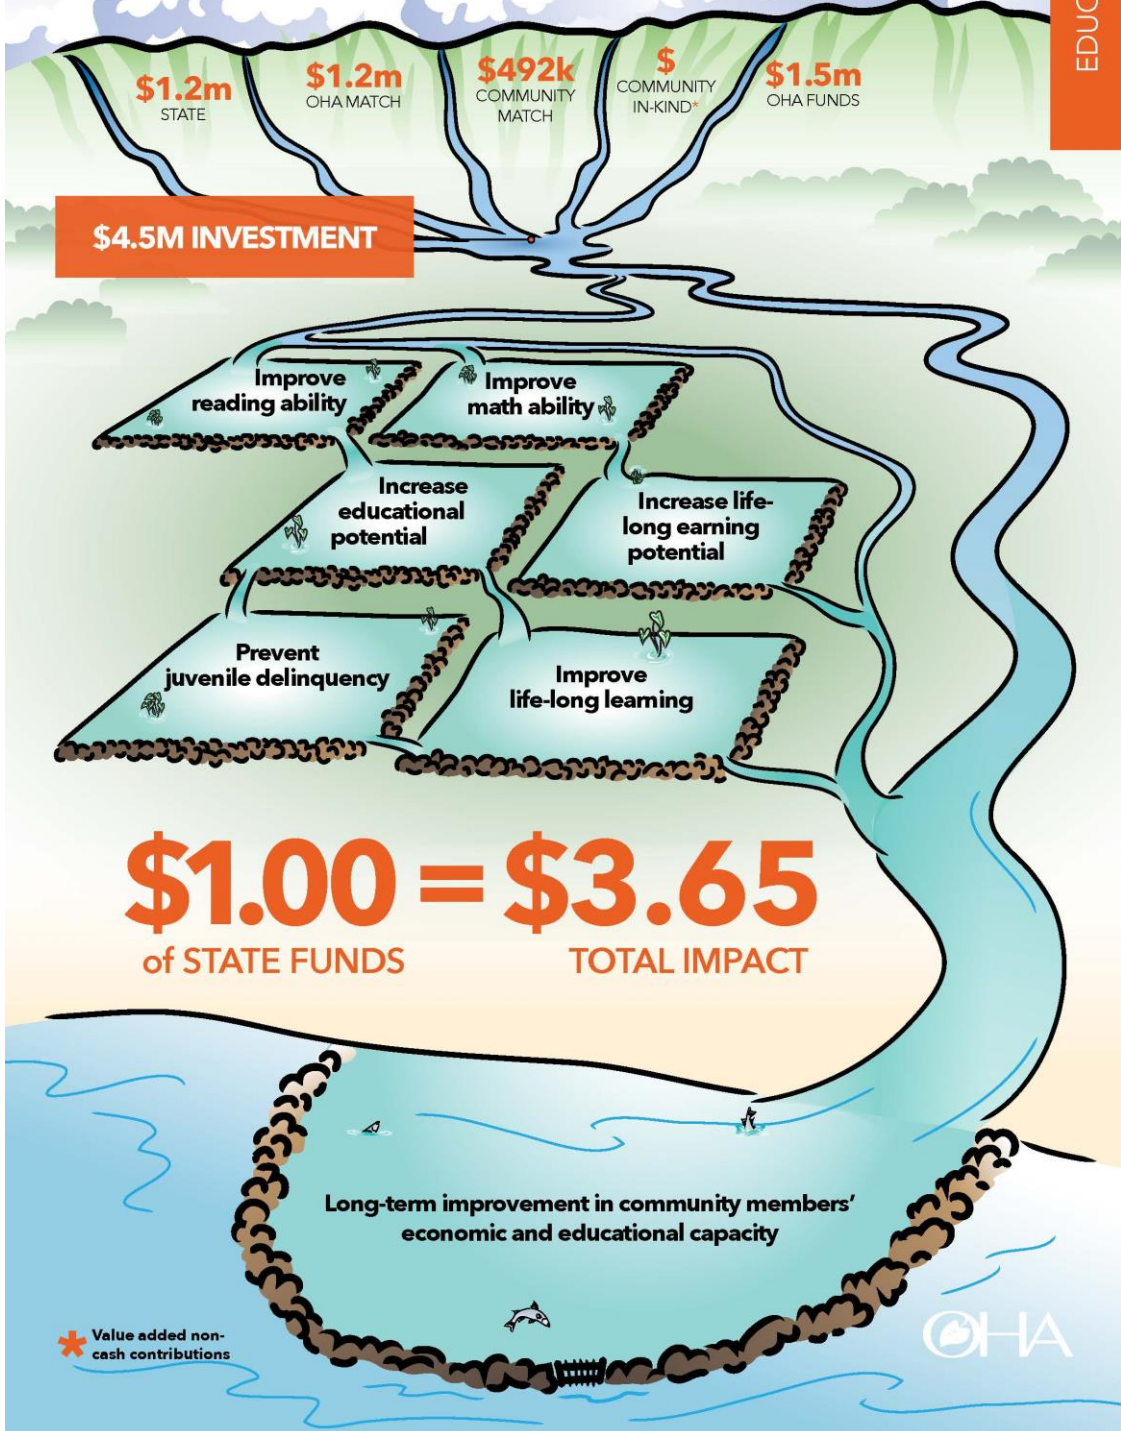 EDUC
$1.2m
STATE
$1.2m
OHA MATCH
$492k
COMMUNITY
MATCH
$
COMMUNITY
IN-KIND*
$1.5m
OHA FUNDS
$4.5M INVESTMENT
Improve
reading ability
Improve
math ability
Increase
educational
potential
Increase life-
long earning
potential
Prevent
juvenile delinquency
Improve
life-long learning
$1.00 = $3.65
of STATE FUNDS TOTAL IMPACT
Long-term improvement in community members'
economic and educational capacity
* Value added non-
cash contributions
OHA